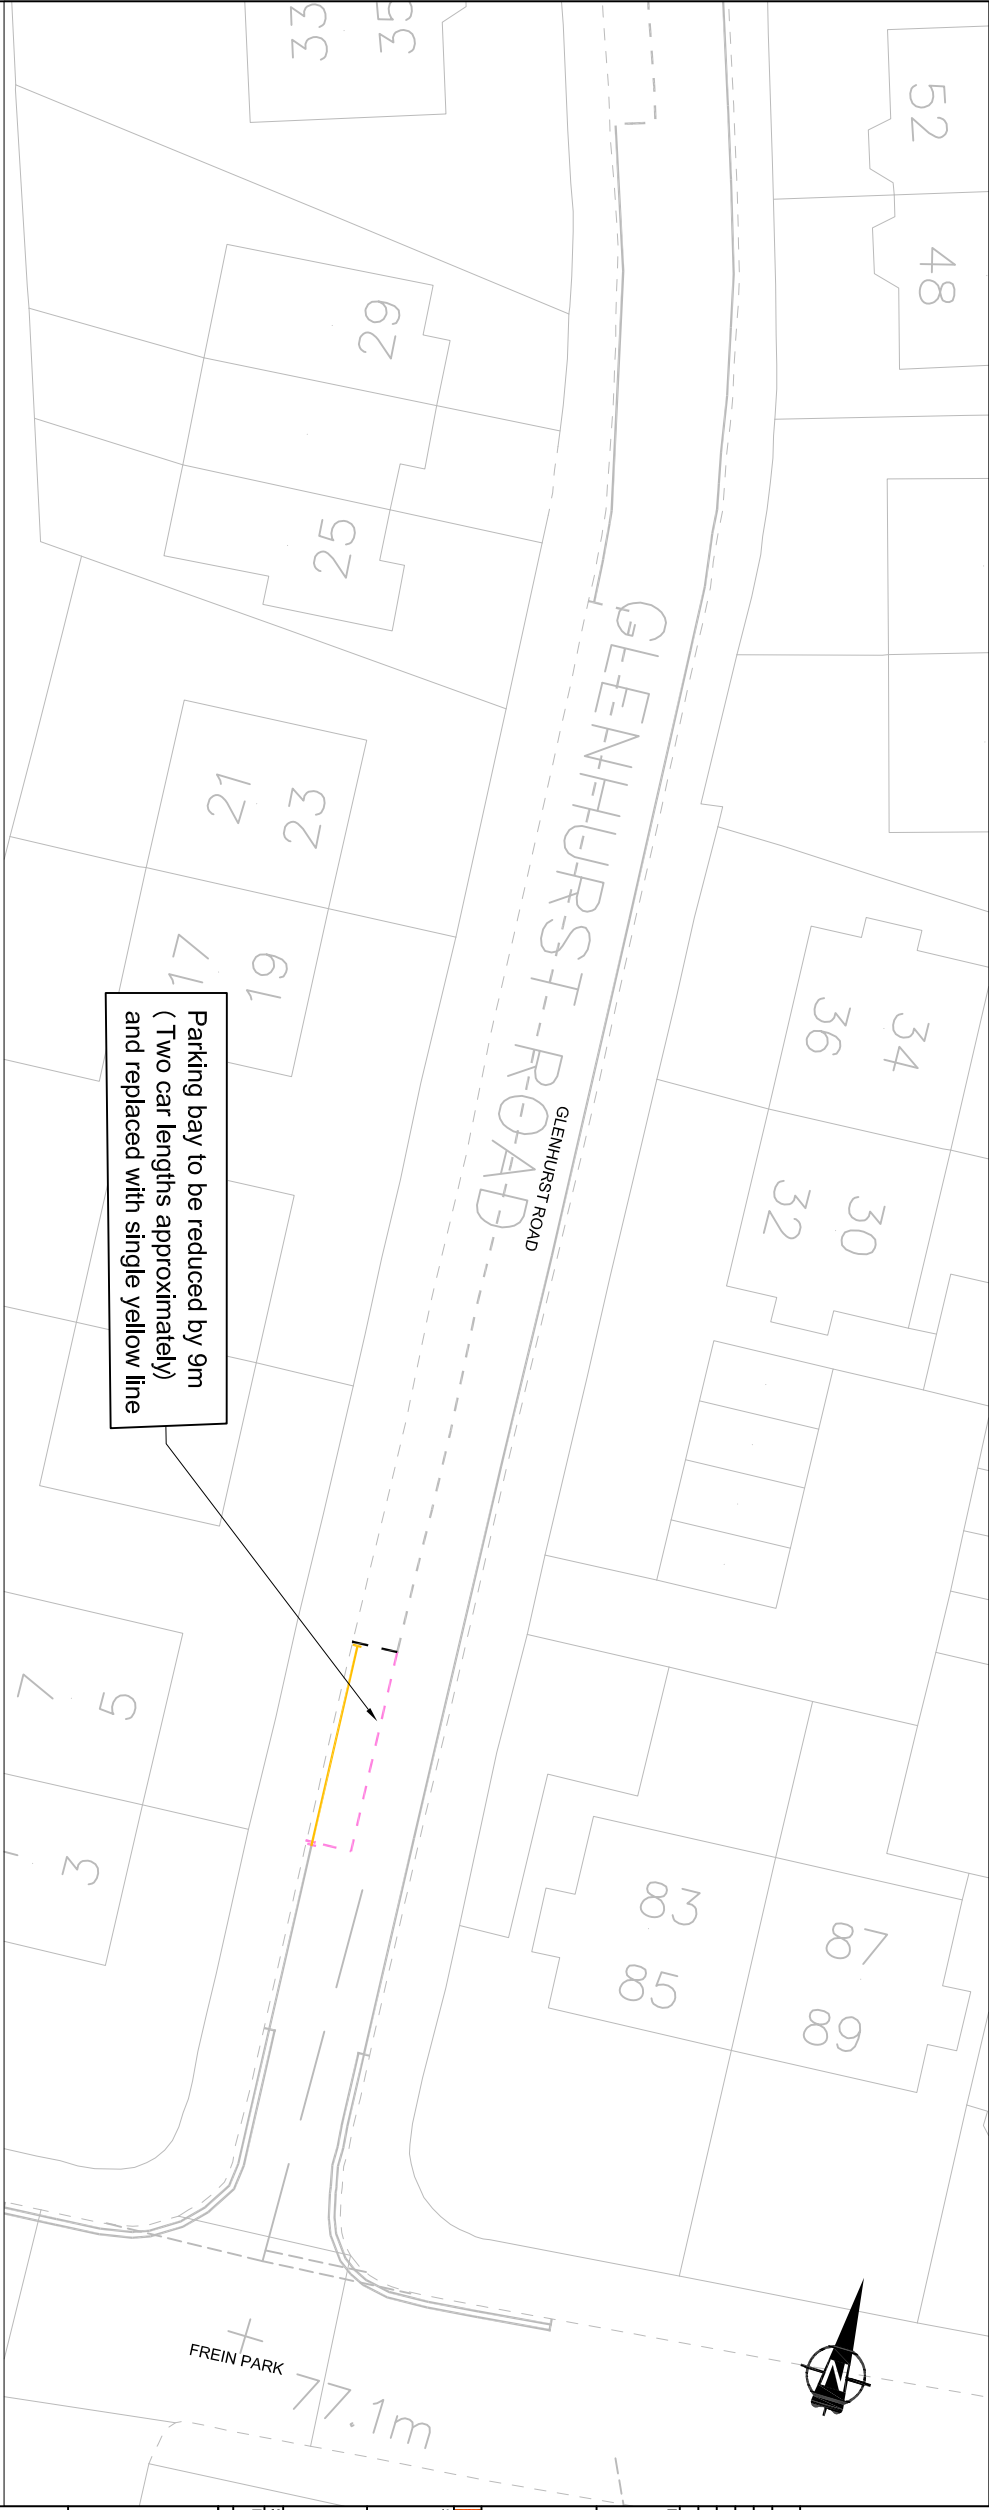 33
35
52
48
29
25
21
23
17
19
GLENHURST ROAD
GLENHURST ROAD
34
36
30
32
Parking bay to be reduced by 9m
( Two car lengths approximately)
and replaced with single yellow line
7
5
3
83
85
87
89
FREIN PARK
77.1m
N